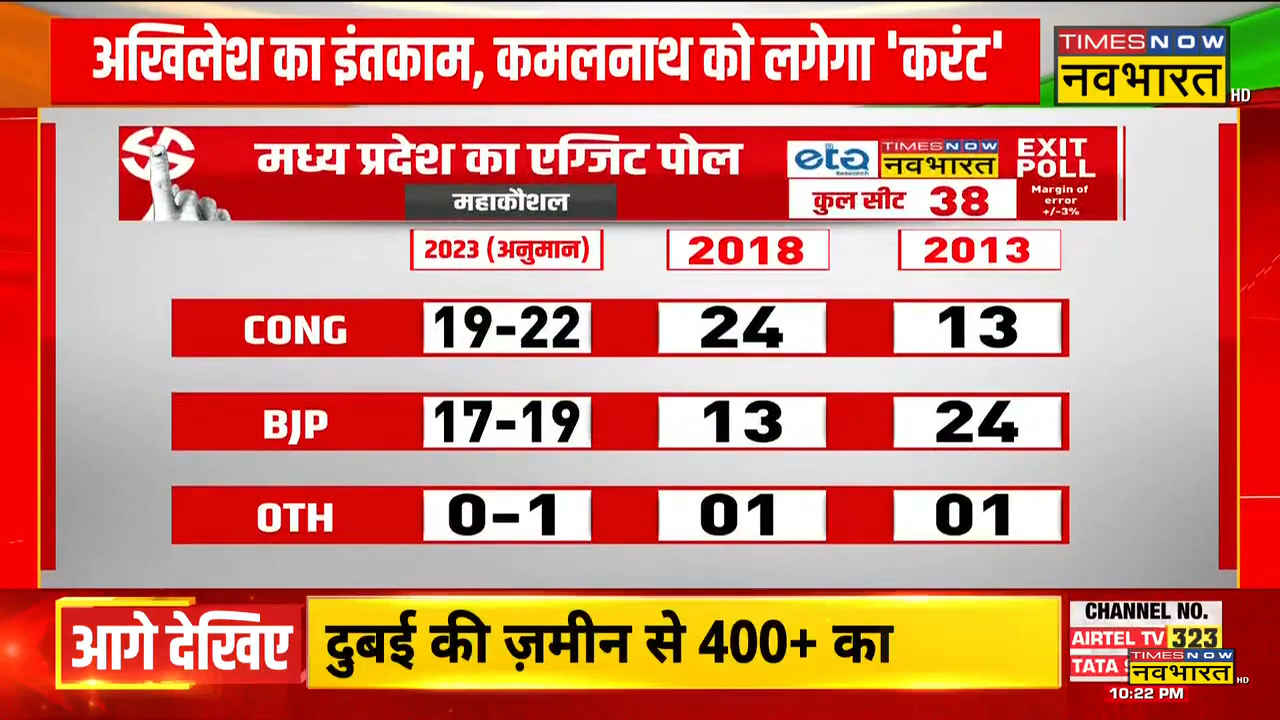 अखिलेश का इंतकाम, कमलनाथ को लगेगा 'करंट'
TIMES NOW
नवभारत
HD
मध्य प्रदेश का एग्जिट पोल
महाकौशल
eta
Research
TIMES NOW
नवभारत
EXIT
POLL
कुल सीट 38
Margin of
error
+/-3%
2023 (अनुमान) 2018 2013
CONG 19-22 24 13
BJP 17-19 13 24
OTH 0-1 01 01
आगे देखिए
दुबई की ज़मीन से 400+ का
CHANNEL NO.
AIRTEL TV 323
TATA
TIMES NOW
नवभारत
HD
10:22 PM